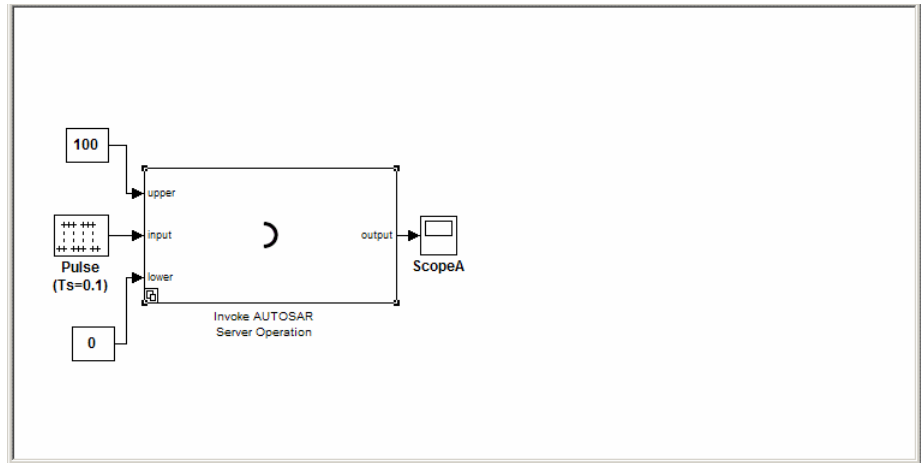 100
upper
input
output
Pulse
(Ts=0.1)
ScopeA
lower
Invoke AUTOSAR
Server Operation
0